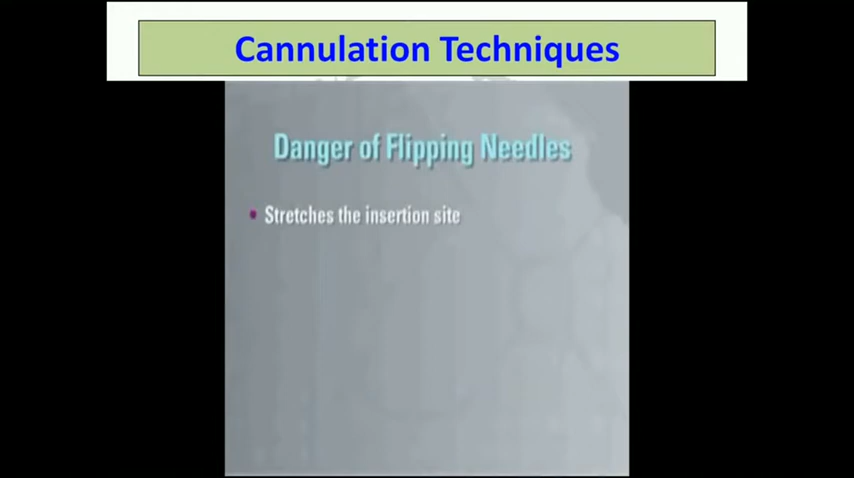 Cannulation Techniques
Danger of Flipping Needles
• Stretches the insertion site